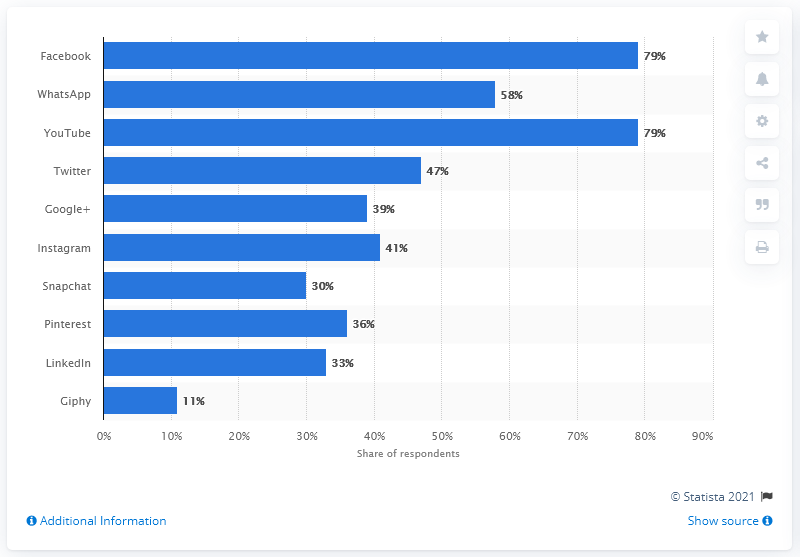 Facebook 79%
WhatsApp 58%
YouTube 79%
Twitter 47%
Google+ 39%
Instagram 41%
Snapchat 30%
Pinterest 36%
LinkedIn 33%
Giphy 11%
0% 10% 20% 30% 40% 50% 60% 70% 80% 90%
Share of respondents
© Statista 2021
Additional Information Show source